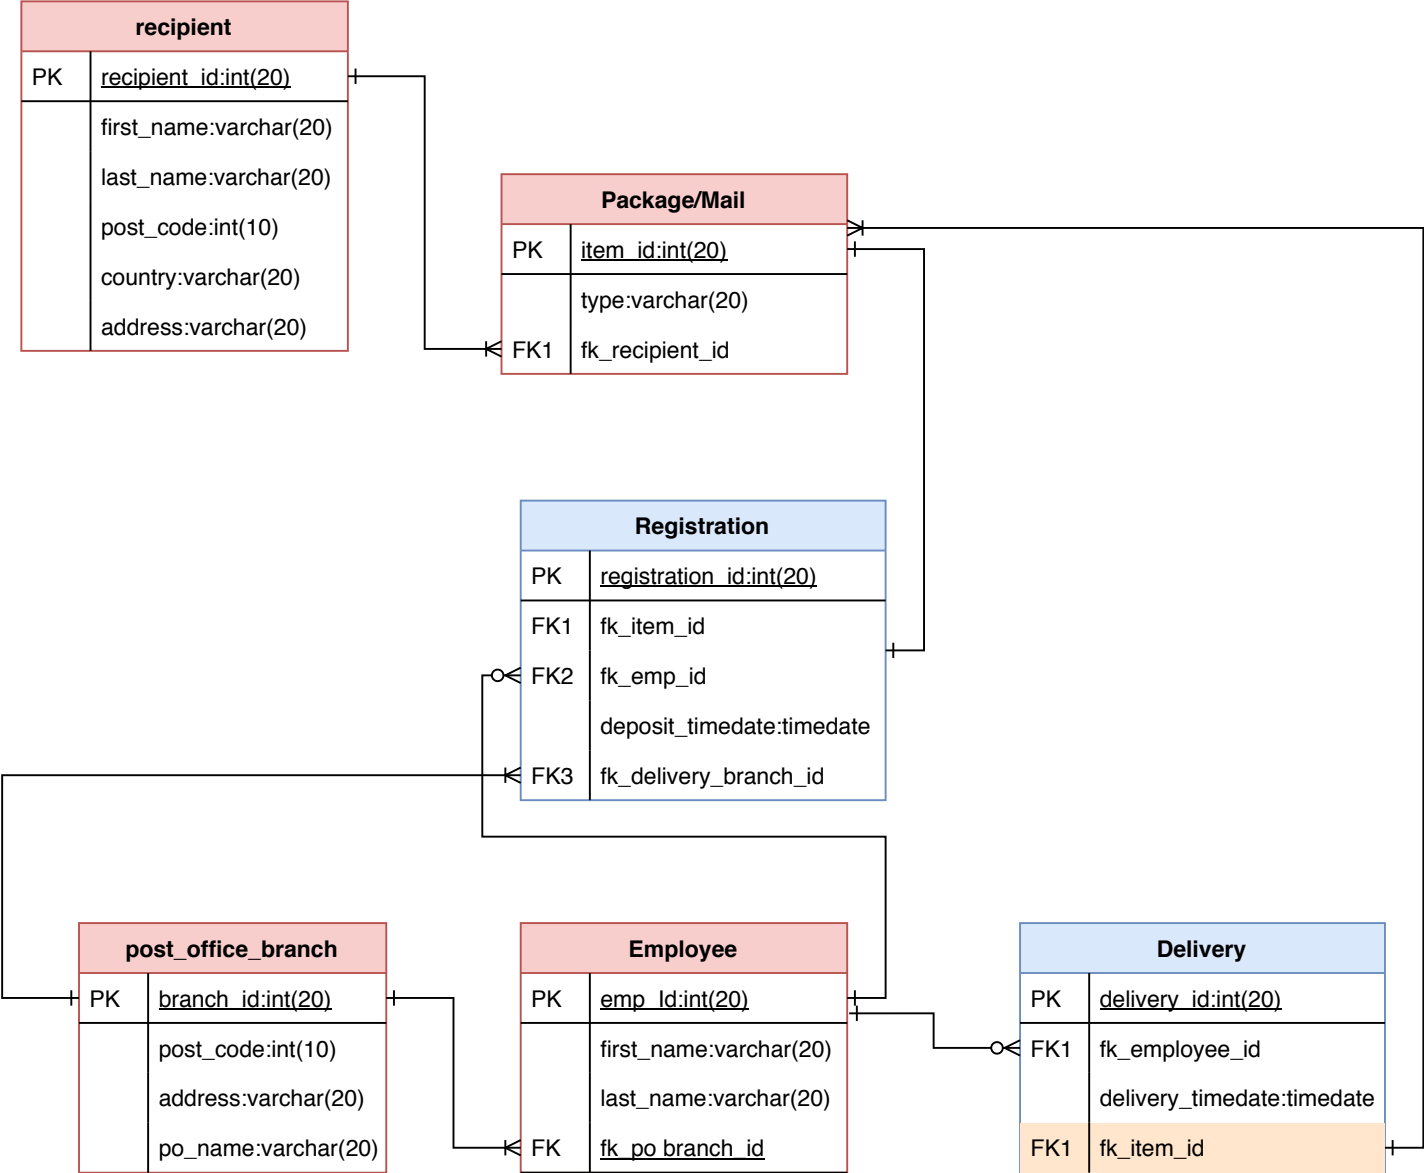 recipient
PK recipient_id:int(20)
first_name:varchar(20)
last_name:varchar(20)
post_code:int(10)
country:varchar(20)
address:varchar(20)
Package/Mail
PK item_id:int(20)
type:varchar(20)
FK1 fk_recipient_id
Registration
PK registration_id:int(20)
FK1 fk_item_id
FK2 fk_emp_id
deposit_timedate:timedate
FK3 fk_delivery_branch_id
post_office_branch
PK branch_id:int(20)
post_code:int(10)
address:varchar(20)
po_name:varchar(20)
Employee
PK emp_Id:int(20)
first_name:varchar(20)
last_name:varchar(20)
FK fk_po branch_id
Delivery
PK delivery_id:int(20)
FK1 fk_employee_id
delivery_timedate:timedate
FK1 fk_item_id